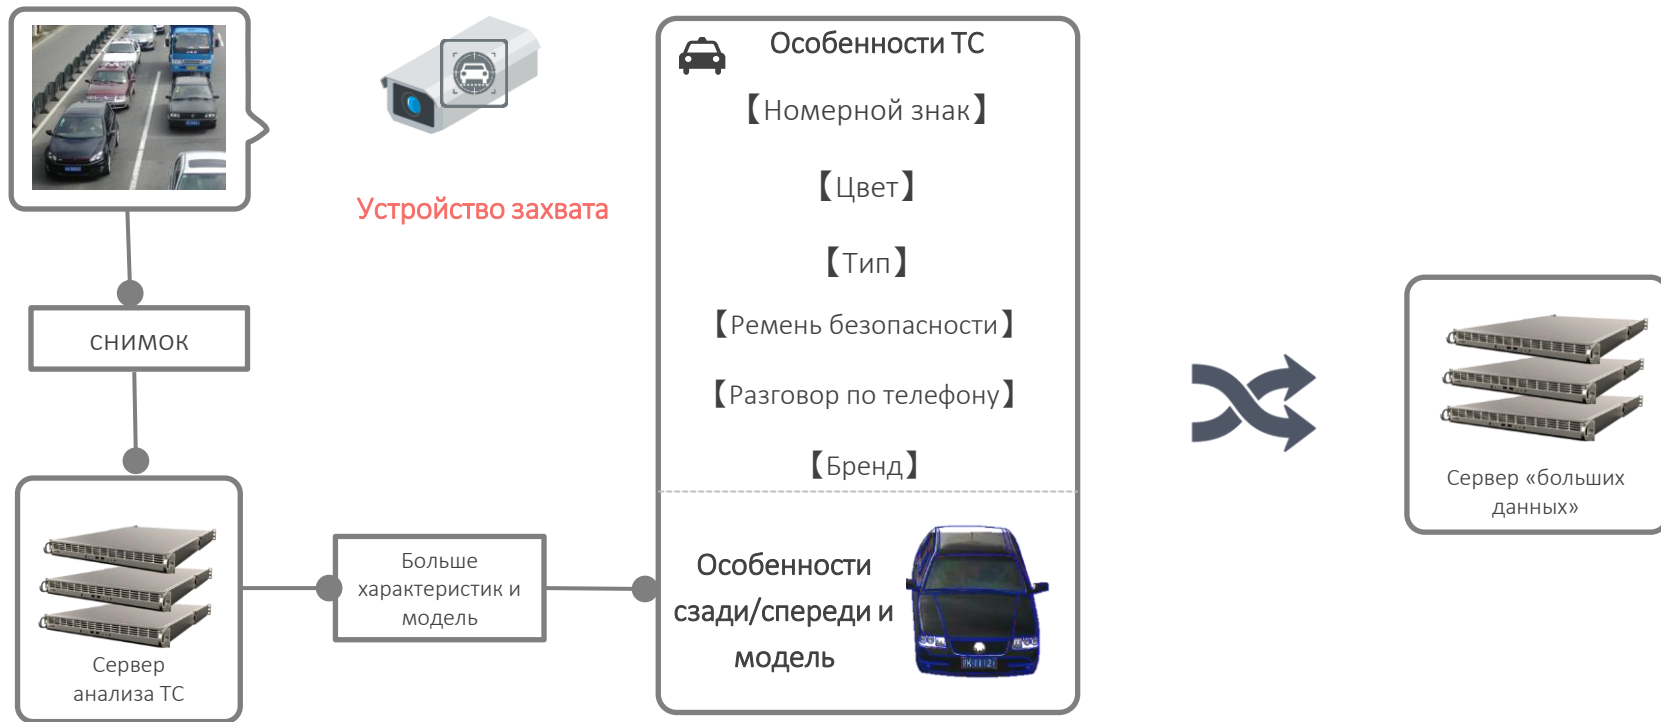 Устройство захвата
СНИМОК
Сервер
анализа ТС
Больше
характеристик и
модель
Особенности ТС
【Номерной знак】
【Цвет】
【Тип】
【Ремень безопасности】
【Разговор по телефону】
【Бренд】
Особенности
сзади/спереди и
модель
Сервер «больших
данных»